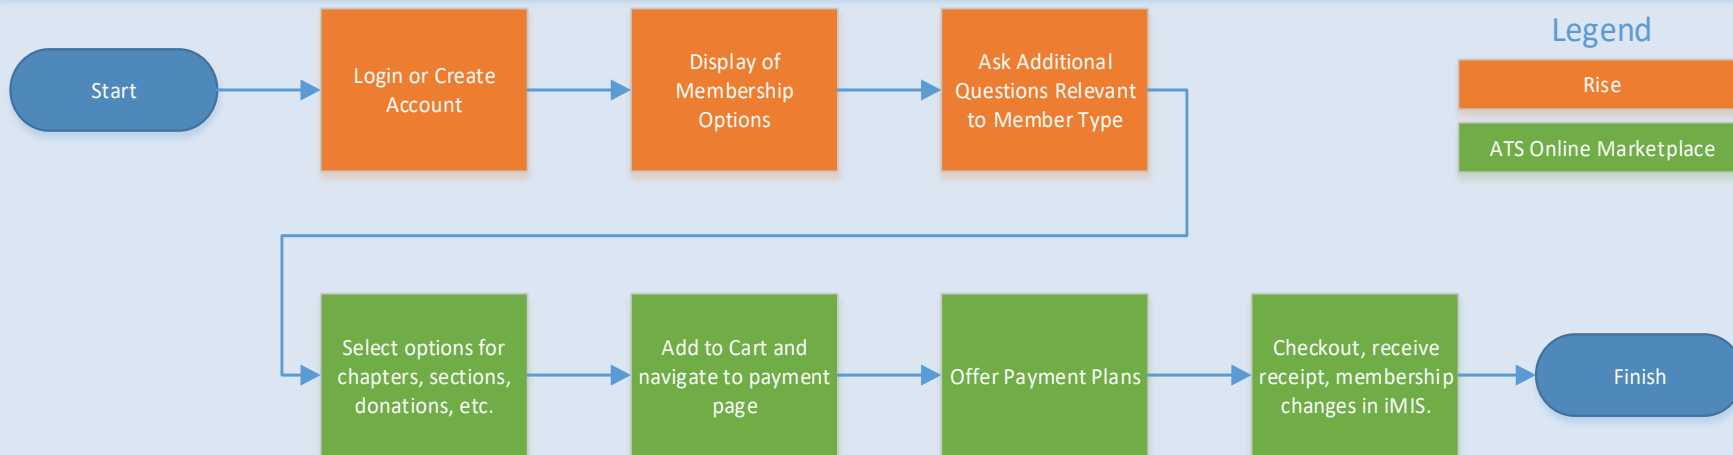 Start
Login or Create
Account
Display of
Membership
Options
Ask Additional
Questions Relevant
to Member Type
Legend
Rise
ATS Online Marketplace
Select options for
chapters, sections,
donations, etc.
Add to Cart and
navigate to payment
page
Offer Payment Plans
Checkout, receive
receipt, membership
changes in iMIS.
Finish